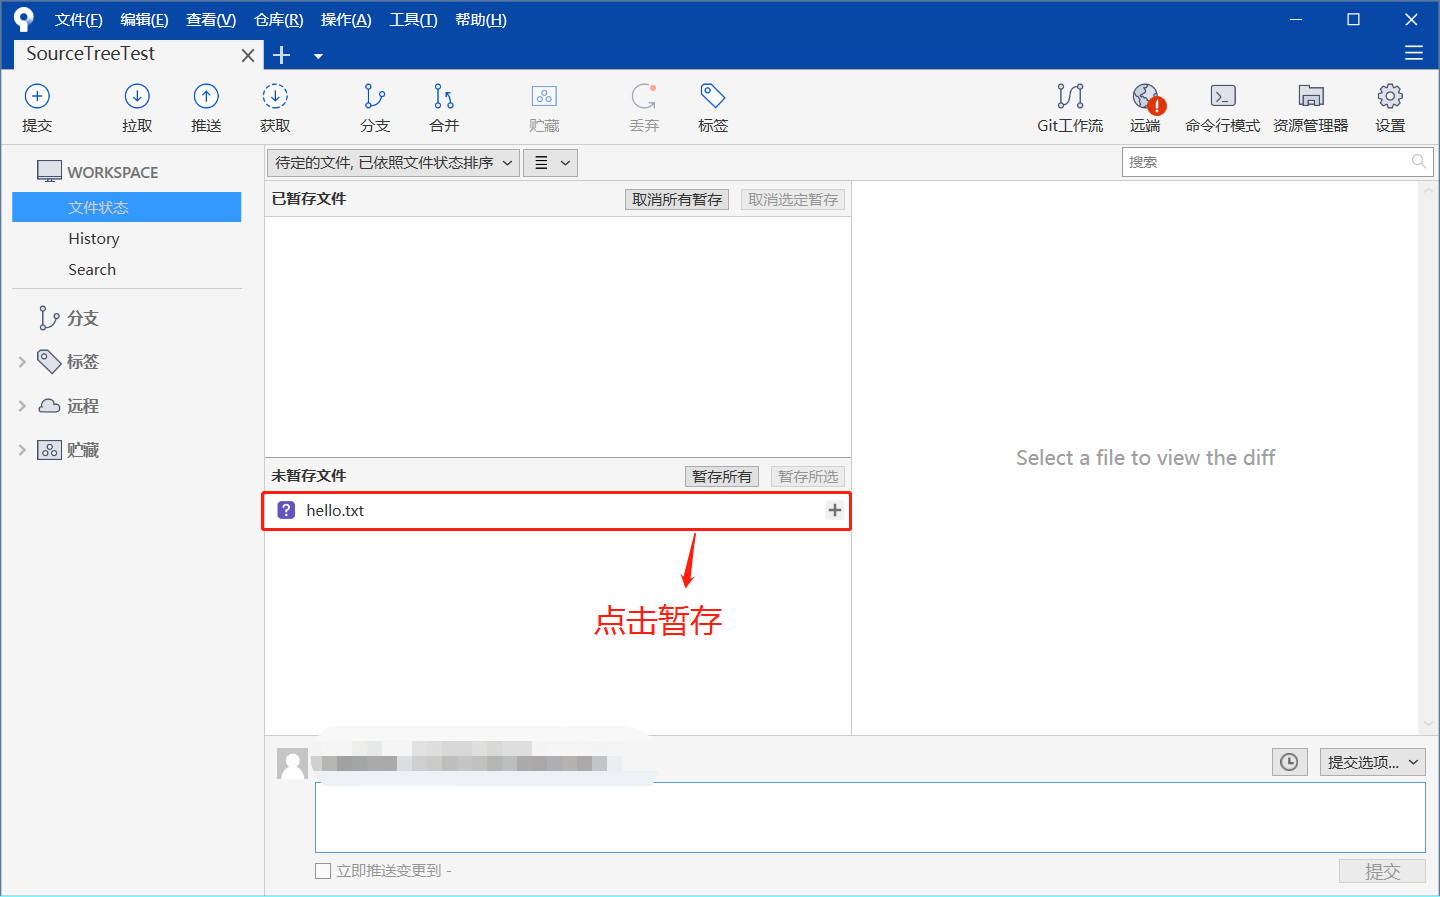 文件(F) 编辑(E) 查看(V) 仓库(R) 操作(A) 工具(T) 帮助(H)
SourceTreeTest
提交 拉取 推送 获取 分支 合并 贮藏 丢弃 标签 Git工作流 远端 命令行模式 资源管理器 设置
WORKSPACE
文件状态
History
Search
分支
标签
远程
贮藏
待定的文件, 已依照文件状态排序
搜索
已暂存文件 取消所有暂存 取消选定暂存
Select a file to view the diff
未暂存文件 暂存所有 暂存所选
? hello.txt
点击暂存
提交选项...
立即推送变更到 -
提交